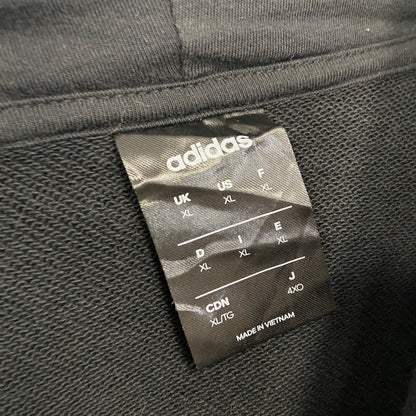 adidas
UK US F
XL XL XL
D I E
XL XL XL
CDN J
XL/TG 4XO
MADE IN VIETNAM